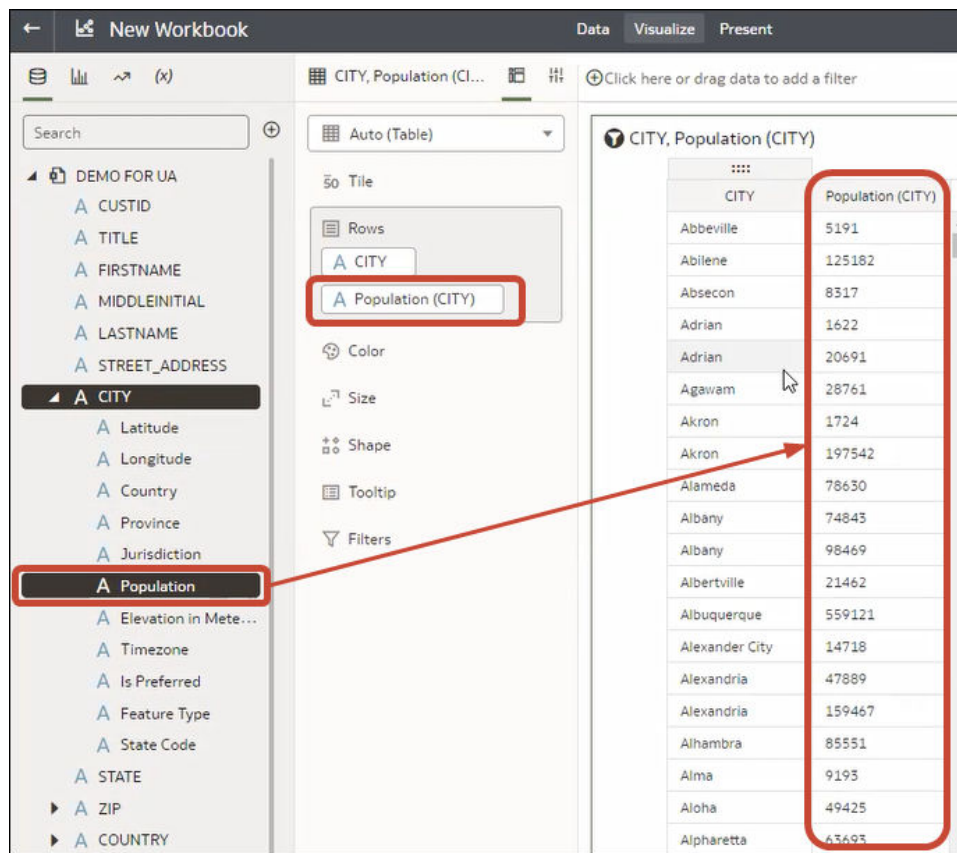 New Workbook
Data Visualize Present
(x)
CITY, Population (CI...
Click here or drag data to add a filter
Search
Auto (Table)
CITY, Population (CITY)
DEMO FOR UA
A CUSTID
A TITLE
A FIRSTNAME
A MIDDLEINITIAL
A LASTNAME
A STREET_ADDRESS
A CITY
A Latitude
A Longitude
A Country
A Province
A Jurisdiction
A Population
A Elevation in Mete...
A Timezone
A Is Preferred
A Feature Type
A State Code
A STATE
A ZIP
A COUNTRY
50 Tile
Rows
A CITY
A Population (CITY)
Color
Size
Shape
Tooltip
Filters
CITY Population (CITY)
Abbeville 5191
Abilene 125182
Absecon 8317
Adrian 1622
Adrian 20691
Agawam 28761
Akron 1724
Akron 197542
Alameda 78630
Albany 74843
Albany 98469
Albertville 21462
Albuquerque 559121
Alexander City 14718
Alexandria 47889
Alexandria 159467
Alhambra 85551
Alma 9193
Aloha 49425
Alpharetta 63693